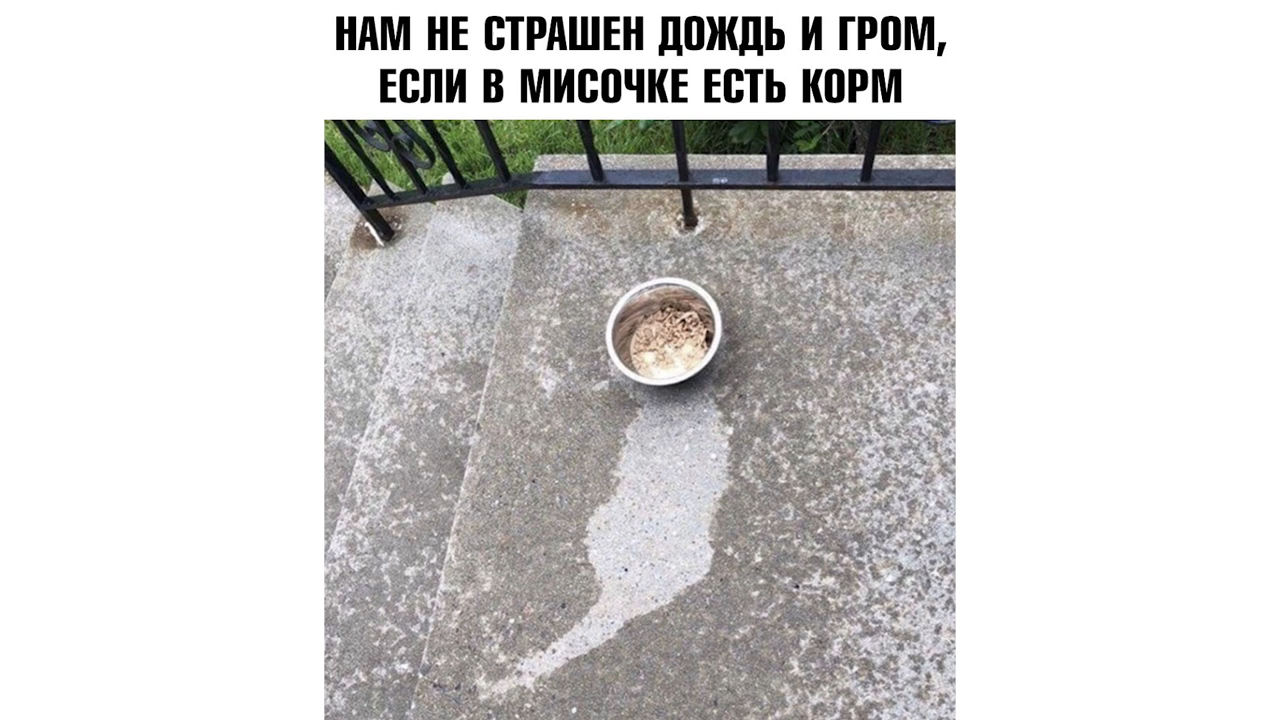 НАМ НЕ СТРАШЕН ДОЖДЬ И ГРОМ,
ЕСЛИ В МИСОЧКЕ ЕСТЬ КОРМ